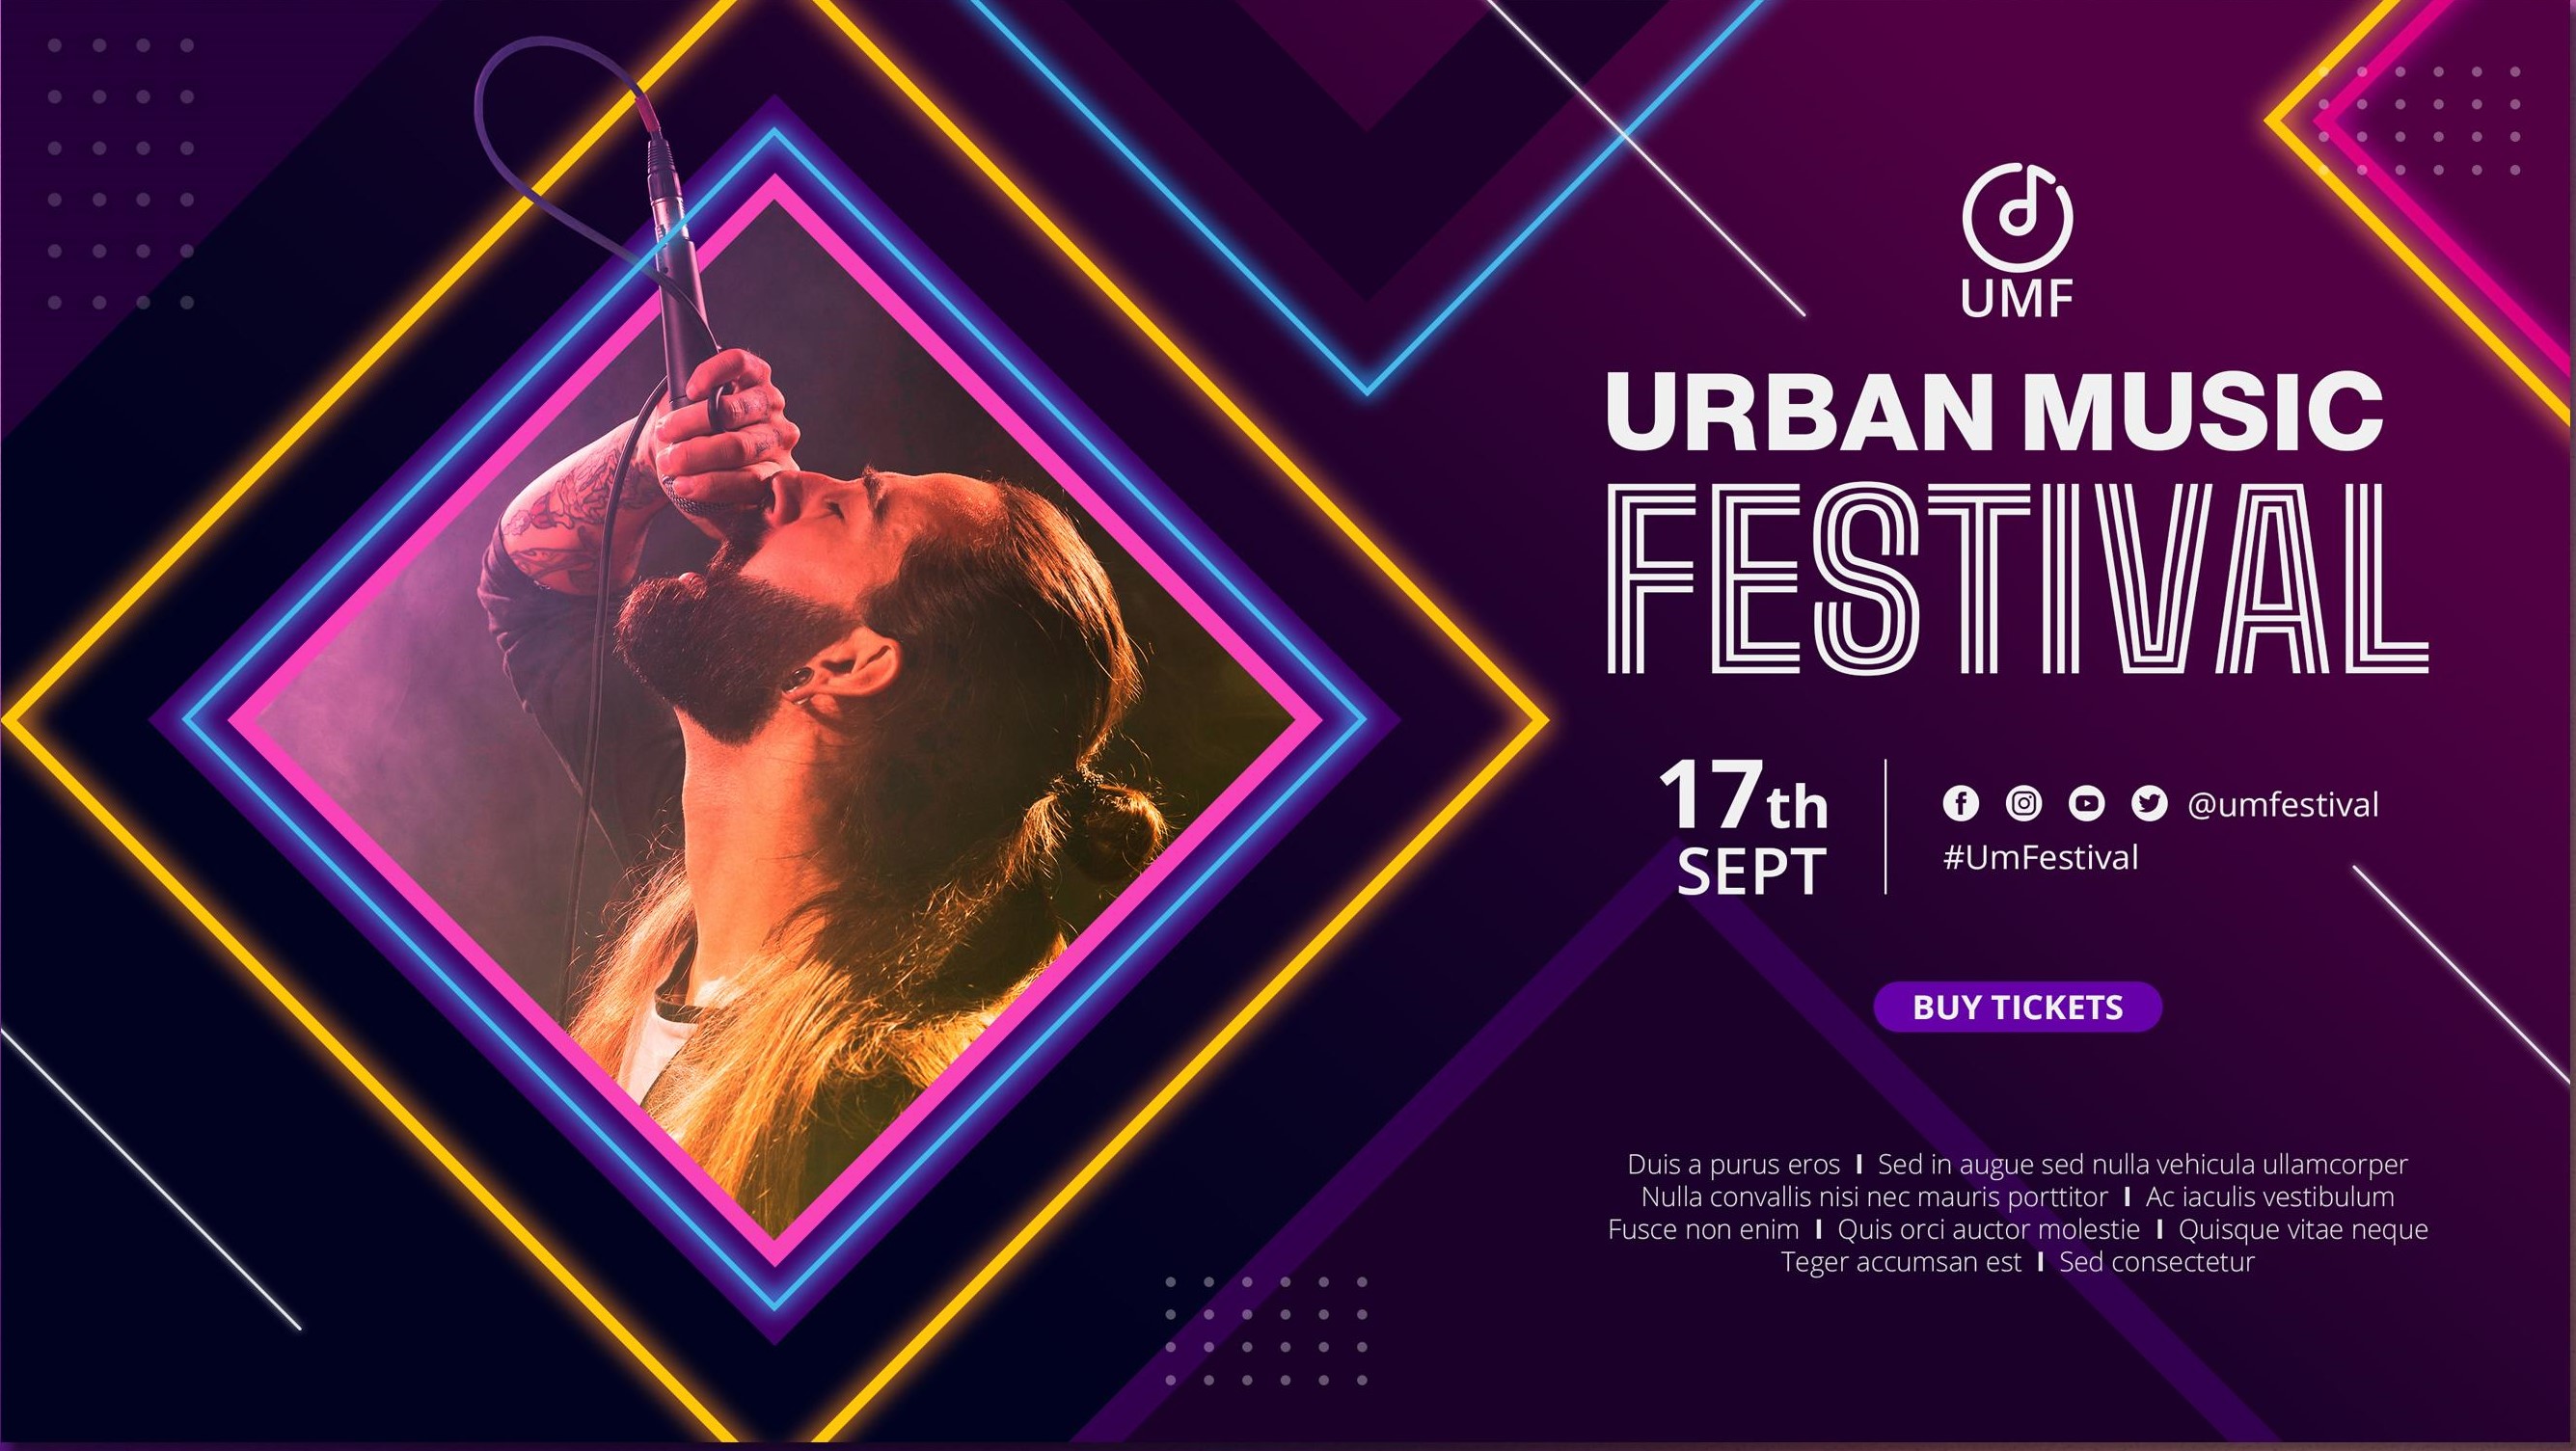 UMF
URBAN MUSIC
FESTIVAL
17th
SEPT
@umfestival
#UmFestival
BUY TICKETS
Duis a purus eros I Sed in augue sed nulla vehicula ullamcorper
Nulla convallis nisi nec mauris porttitor I Ac iaculis vestibulum
Fusce non enim I Quis orci auctor molestie I Quisque vitae neque
Teger accumsan est I Sed consectetur